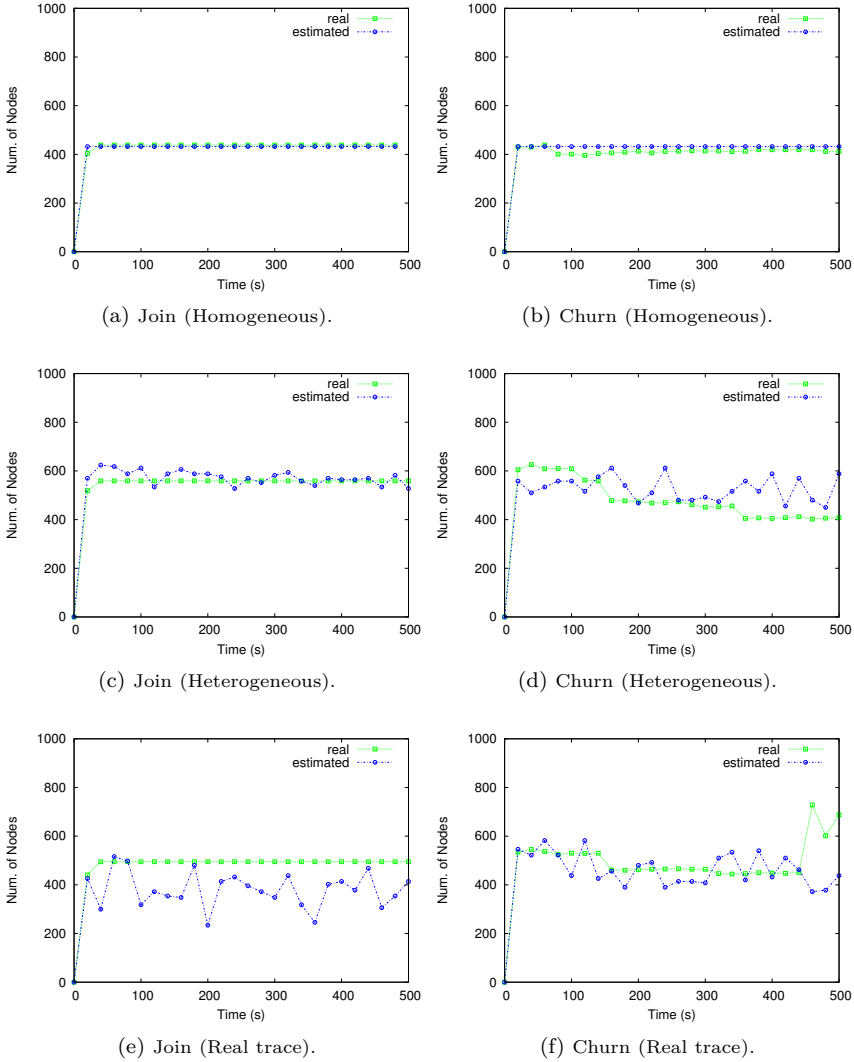 1000
800
600
400
200
0
0 100 200 300 400 500
Num. of Nodes
Time (s)
real
estimated
(a) Join (Homogeneous).
1000
800
600
400
200
0
0 100 200 300 400 500
Num. of Nodes
Time (s)
real
estimated
(b) Churn (Homogeneous).
1000
800
600
400
200
0
0 100 200 300 400 500
Num. of Nodes
Time (s)
real
estimated
(c) Join (Heterogeneous).
1000
800
600
400
200
0
0 100 200 300 400 500
Num. of Nodes
Time (s)
real
estimated
(d) Churn (Heterogeneous).
1000
800
600
400
200
0
0 100 200 300 400 500
Num. of Nodes
Time (s)
real
estimated
(e) Join (Real trace).
1000
800
600
400
200
0
0 100 200 300 400 500
Num. of Nodes
Time (s)
real
estimated
(f) Churn (Real trace).